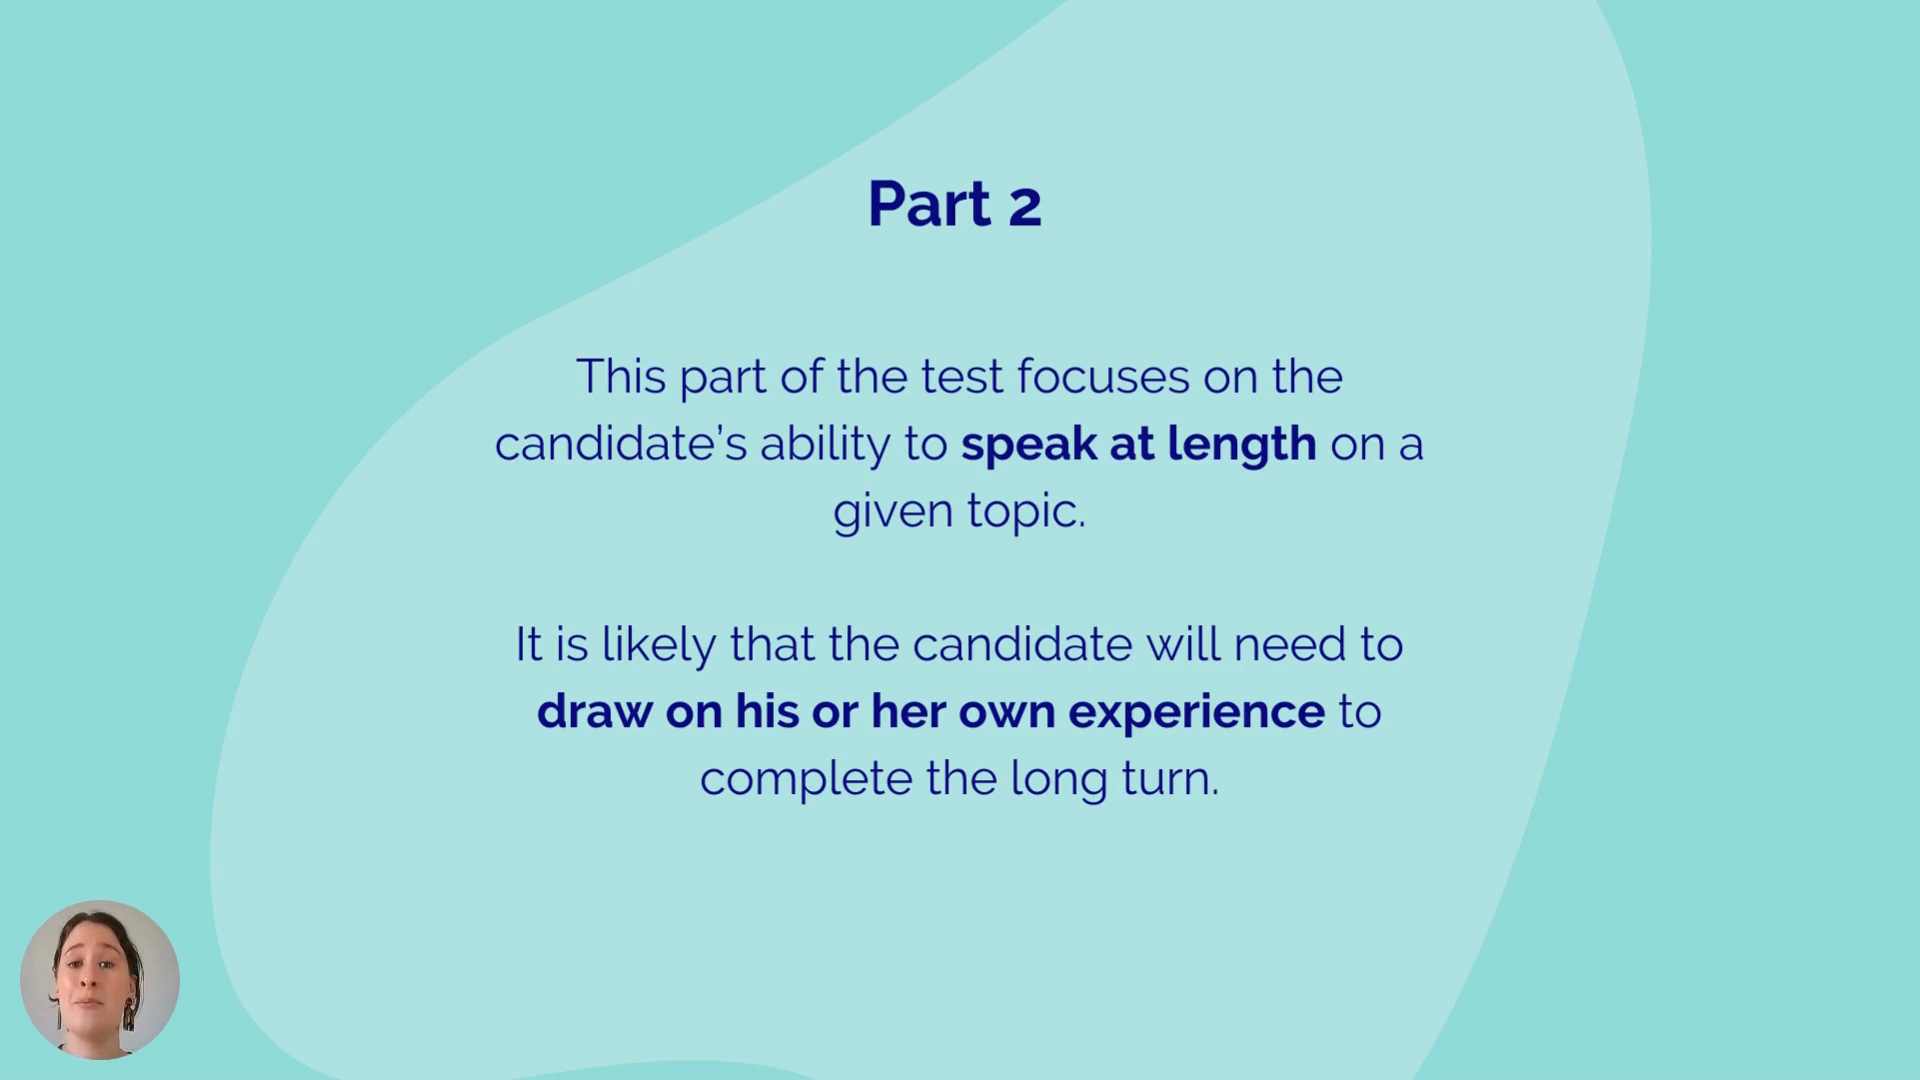 Part 2
This part of the test focuses on the
candidate’s ability to speak at length on a
given topic.
It is likely that the candidate will need to
draw on his or her own experience to
complete the long turn.